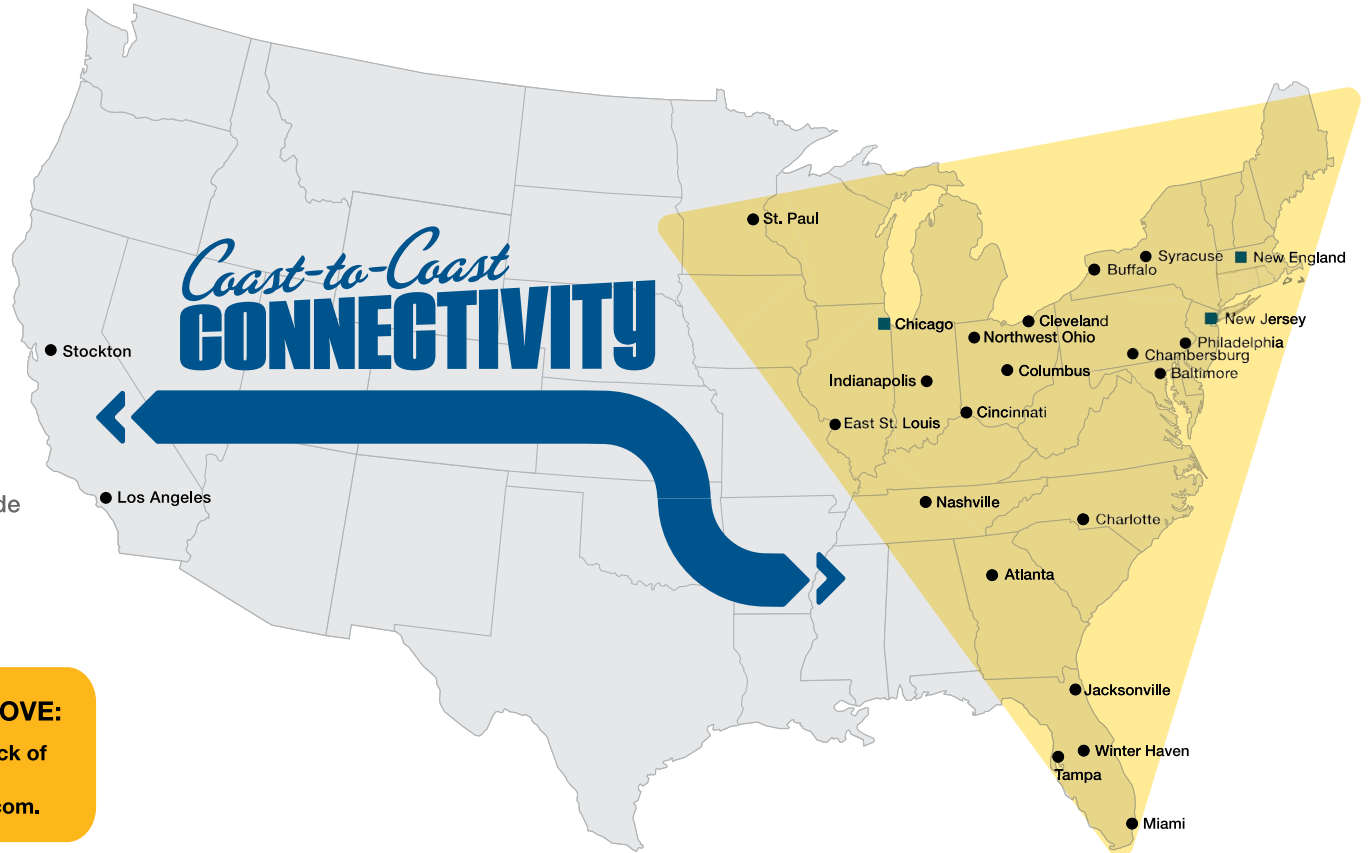 St. Paul
Syracuse
New England
Buffalo
Coast-to-Coast
CONNECTIVITY
Chicago
Cleveland
New Jersey
Northwest Ohio
Philadelphia
Stockton
Chambersburg
Columbus
Baltimore
Indianapolis
Cincinnati
East St. Louis
Los Angeles
de
Nashville
Charlotte
Atlanta
Jacksonville
OVE:
ck of
Winter Haven
Tampa
com.
Miami